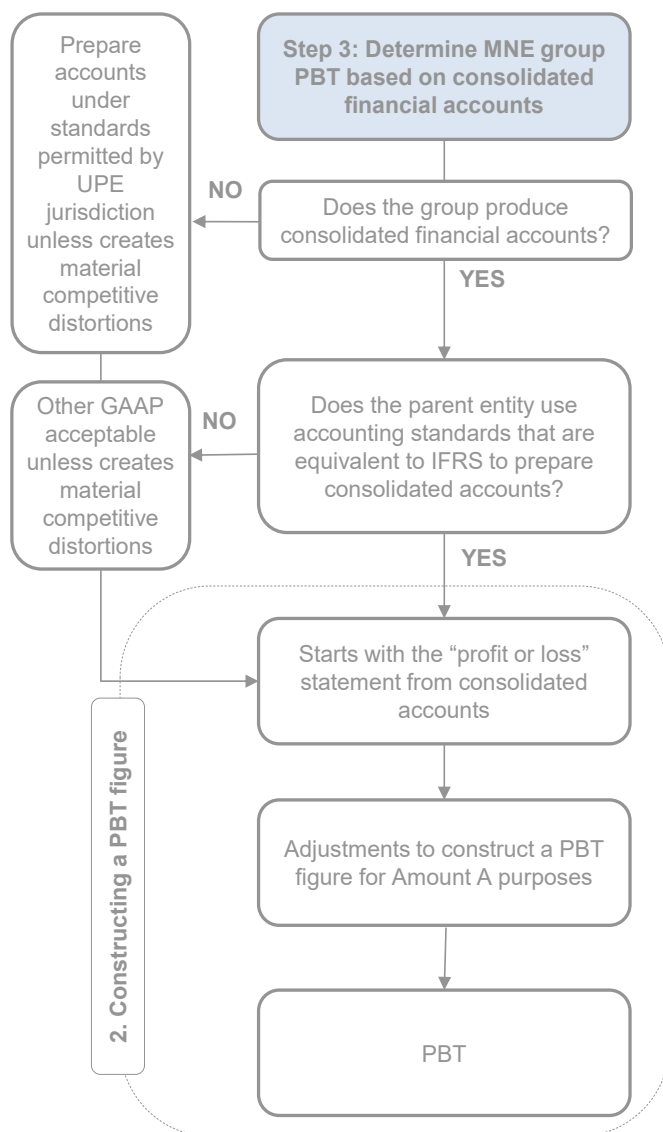 Step 3: Determine MNE group
PBT based on consolidated
financial accounts
Prepare
accounts
under
standards
permitted by
UPE
jurisdiction
unless creates
material
competitive
distortions
NO
Does the group produce
consolidated financial accounts?
YES
Other GAAP
acceptable
unless creates
material
competitive
distortions
NO
Does the parent entity use
accounting standards that are
equivalent to IFRS to prepare
consolidated accounts?
YES
Starts with the “profit or loss”
statement from consolidated
accounts
2. Constructing a PBT figure
Adjustments to construct a PBT
figure for Amount A purposes
PBT